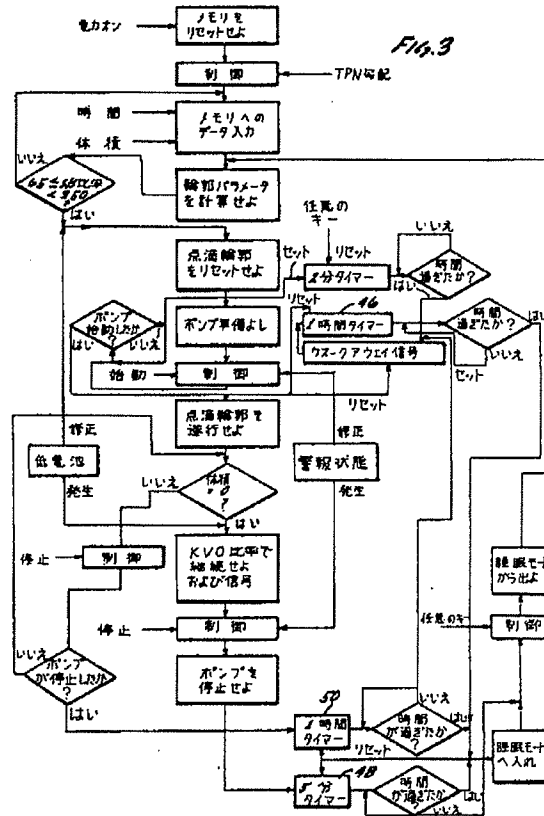 FIG.3
電力オン
メモリを
リセットせよ
制御
TPN勾配
時間
体積
メモリへの
データ入力
いいえ
はい
輪郭パラメータ
を計算せよ
点滴輪郭
をリセットせよ
任意の
キー
セット
リセット
2分タイマー
いいえ
はい
時間
過ぎたか?
ポンプ
始動したか
?
はい
いいえ
ポンプ準備よし
リセット
46
1時間タイマー
時間
過ぎたか?
はい
いいえ
セット
ウオークアウェイ信号
リセット
始動
制御
点滴輪郭を
遂行せよ
修正
低電池
発生
修正
警報状態
発生
いいえ
体積
=0
?
はい
停止
制御
KVO比率で
継続せよ
および信号
停止
制御
いいえ
ポンプ
が停止したか
?
はい
ポンプを
停止せよ
睡眠モード
から出よ
任意のキー
制御
50
1時間
タイマー
いいえ
時間
が過ぎたか
?
はい
リセット
睡眠モード
へ入れ
48
5分
タイマー
時間
が過ぎたか
?
はい
いいえ